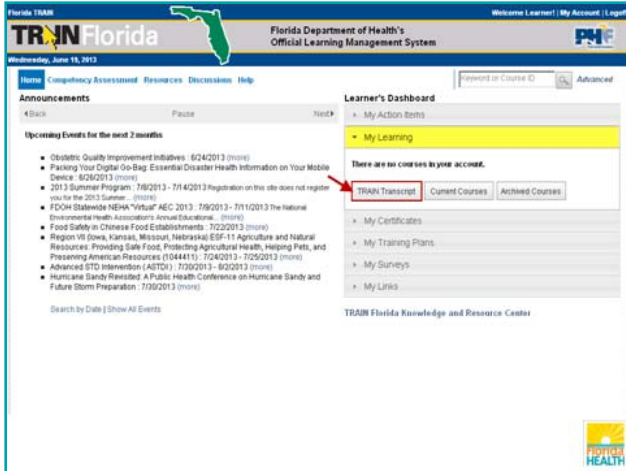 Florida TRAIN
Welcome Learner! | My Account | Logoff
TRAIN Florida
Florida Department of Health's
Official Learning Management System
PHF
Wednesday, June 19, 2013
Home Competency Assessment Resources Discussions Help
Keyword or Course ID
Advanced
Announcements
Back Pause Next
Upcoming Events for the next 2 months
Obstetric Quality Improvement Initiatives : 6/24/2013 (more)
Packing Your Digital Go-Bag: Essential Disaster Health Information on Your Mobile
Device : 6/26/2013 (more)
2013 Summer Program : 7/8/2013 - 7/14/2013 Registration on this site does not register
you for the 2013 Summer... (more)
FDOH Statewide NEHA "Virtual" AEC 2013 : 7/9/2013 - 7/11/2013 The National
Environmental Health Association's Annual Educational... (more)
Food Safety in Chinese Food Establishments : 7/22/2013 (more)
Region VII (Iowa, Kansas, Missouri, Nebraska) ESF-11 Agriculture and Natural
Resources: Providing Safe Food, Protecting Agricultural Health, Helping Pets, and
Preserving American Resources (1044411) : 7/24/2013 - 7/25/2013 (more)
Advanced STD Intervention (ASTDI) : 7/30/2013 - 8/2/2013 (more)
Hurricane Sandy Revisited: A Public Health Conference on Hurricane Sandy and
Future Storm Preparation : 7/30/2013 (more)
Search by Date | Show All Events
Learner's Dashboard
My Action Items
My Learning
There are no courses in your account.
TRAIN Transcript Current Courses Archived Courses
My Certificates
My Training Plans
My Surveys
My Links
TRAIN Florida Knowledge and Resource Center
Florida
HEALTH